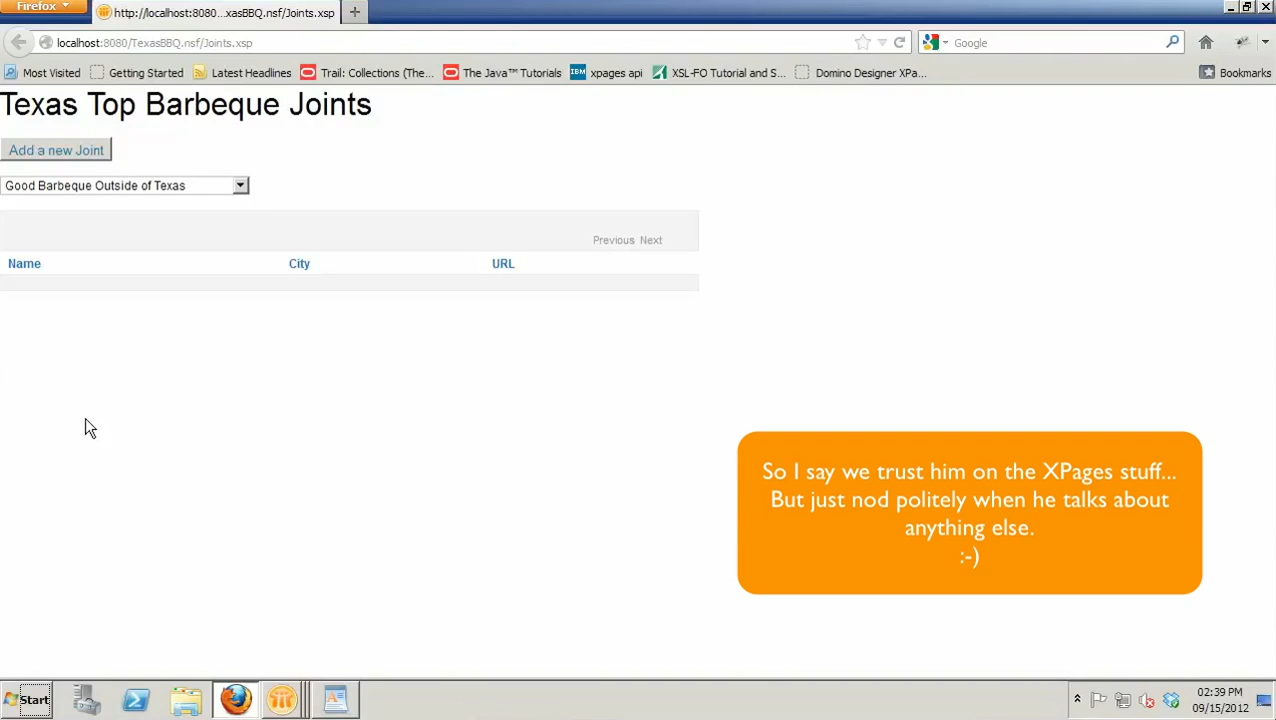 Firefox
http://localhost:8080...xasBBQ.nsf/Joints.xsp
localhost:8080/TexasBBQ.nsf/Joints.xsp
Google
Most Visited
Getting Started
Latest Headlines
Trail: Collections (The...
The Java™ Tutorials
IBM
xpages api
XSL-FO Tutorial and S...
Domino Designer XPa...
Bookmarks
Texas Top Barbeque Joints
Add a new Joint
Good Barbeque Outside of Texas
Previous Next
Name
City
URL
So I say we trust him on the XPages stuff...
But just nod politely when he talks about
anything else.
:-)
Start
02:39 PM
09/15/2012